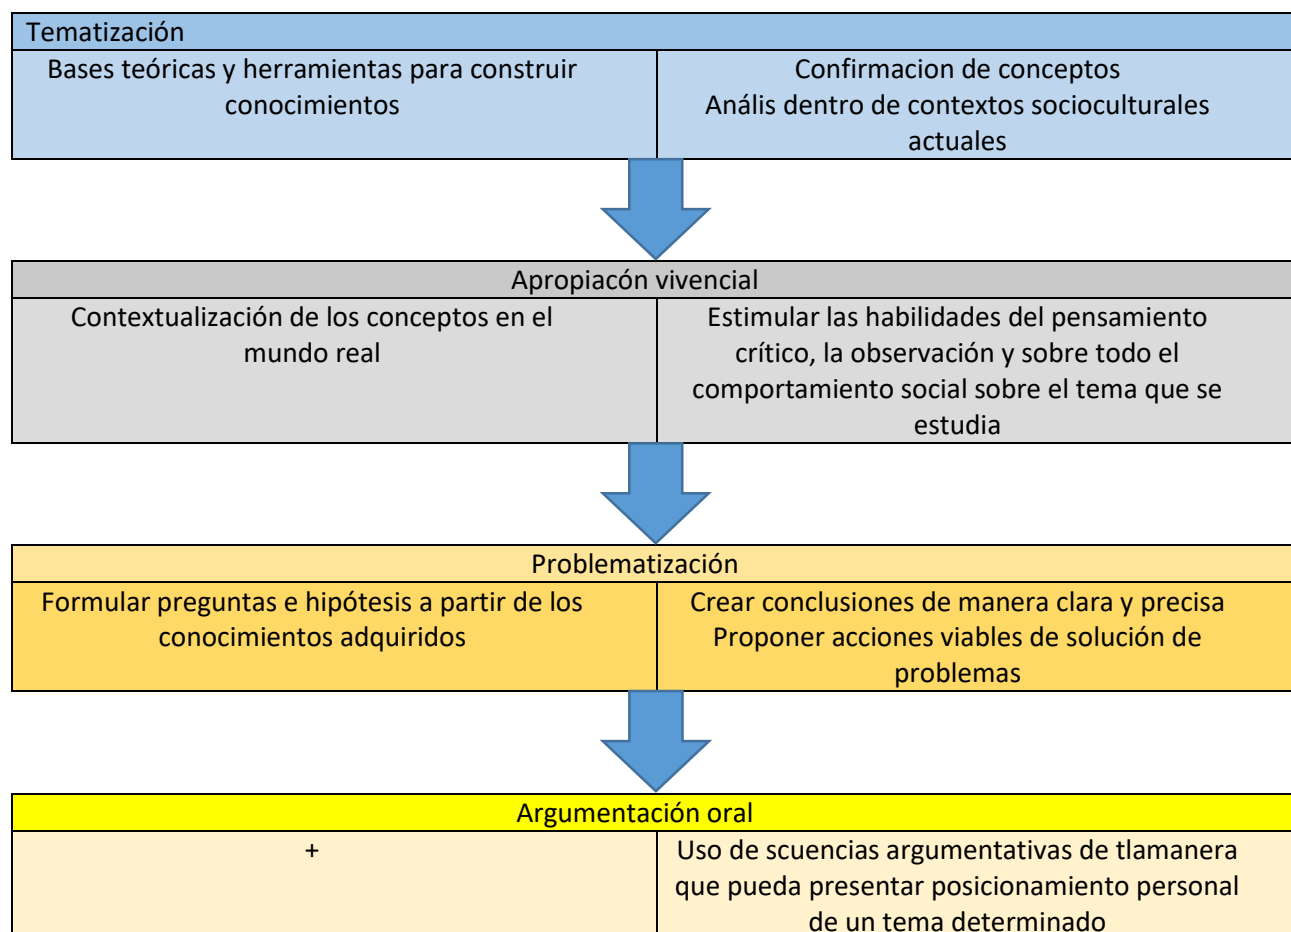 Tematización
Bases teóricas y herramientas para construir
conocimientos
Confirmacion de conceptos
Anális dentro de contextos socioculturales
actuales
Apropiacón vivencial
Contextualización de los conceptos en el
mundo real
Estimular las habilidades del pensamiento
crítico, la observación y sobre todo el
comportamiento social sobre el tema que se
estudia
Problematización
Formular preguntas e hipótesis a partir de los
conocimientos adquiridos
Crear conclusiones de manera clara y precisa
Proponer acciones viables de solución de
problemas
Argumentación oral
+
Uso de scuencias argumentativas de tlamanera
que pueda presentar posicionamiento personal
de un tema determinado